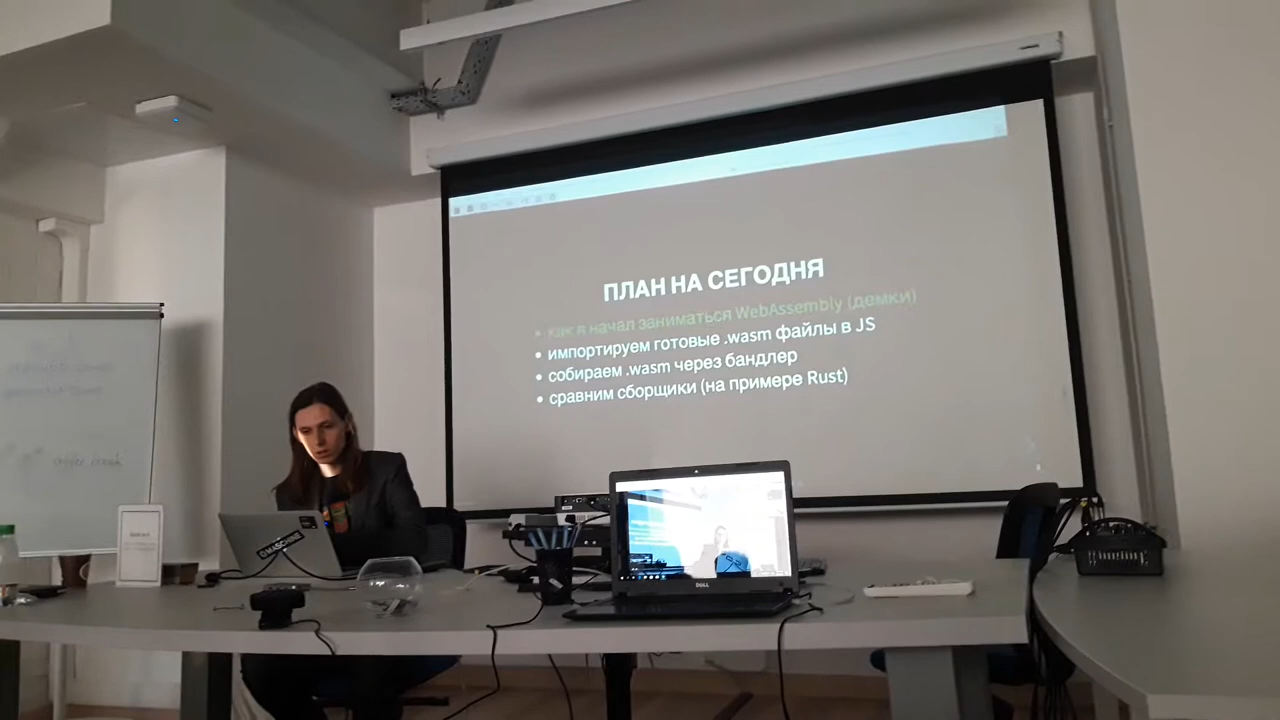 ПЛАН НА СЕГОДНЯ
как я начал заниматься WebAssembly (демки)
импортируем готовые .wasm файлы в JS
собираем .wasm через бандлер
сравним сборщики (на примере Rust)
MASCHINE
DELL